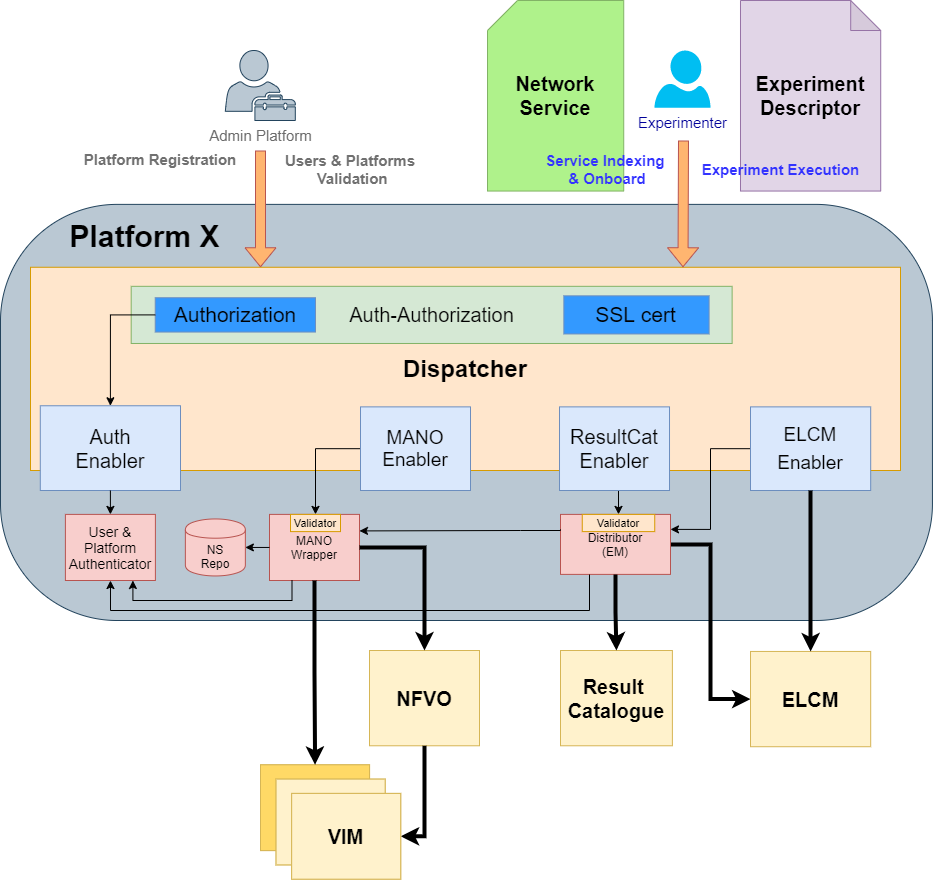 Network
Service
Experiment
Descriptor
Admin Platform
Experimenter
Platform Registration
Users & Platforms
Validation
Service Indexing
& Onboard
Experiment Execution
Platform X
Authorization
Auth-Authorization
SSL cert
Dispatcher
Auth
Enabler
MANO
Enabler
ResultCat
Enabler
ELCM
Enabler
User &
Platform
Authenticator
NS
Repo
Validator
MANO
Wrapper
Validator
Distributor
(EM)
NFVO
Result
Catalogue
ELCM
VIM